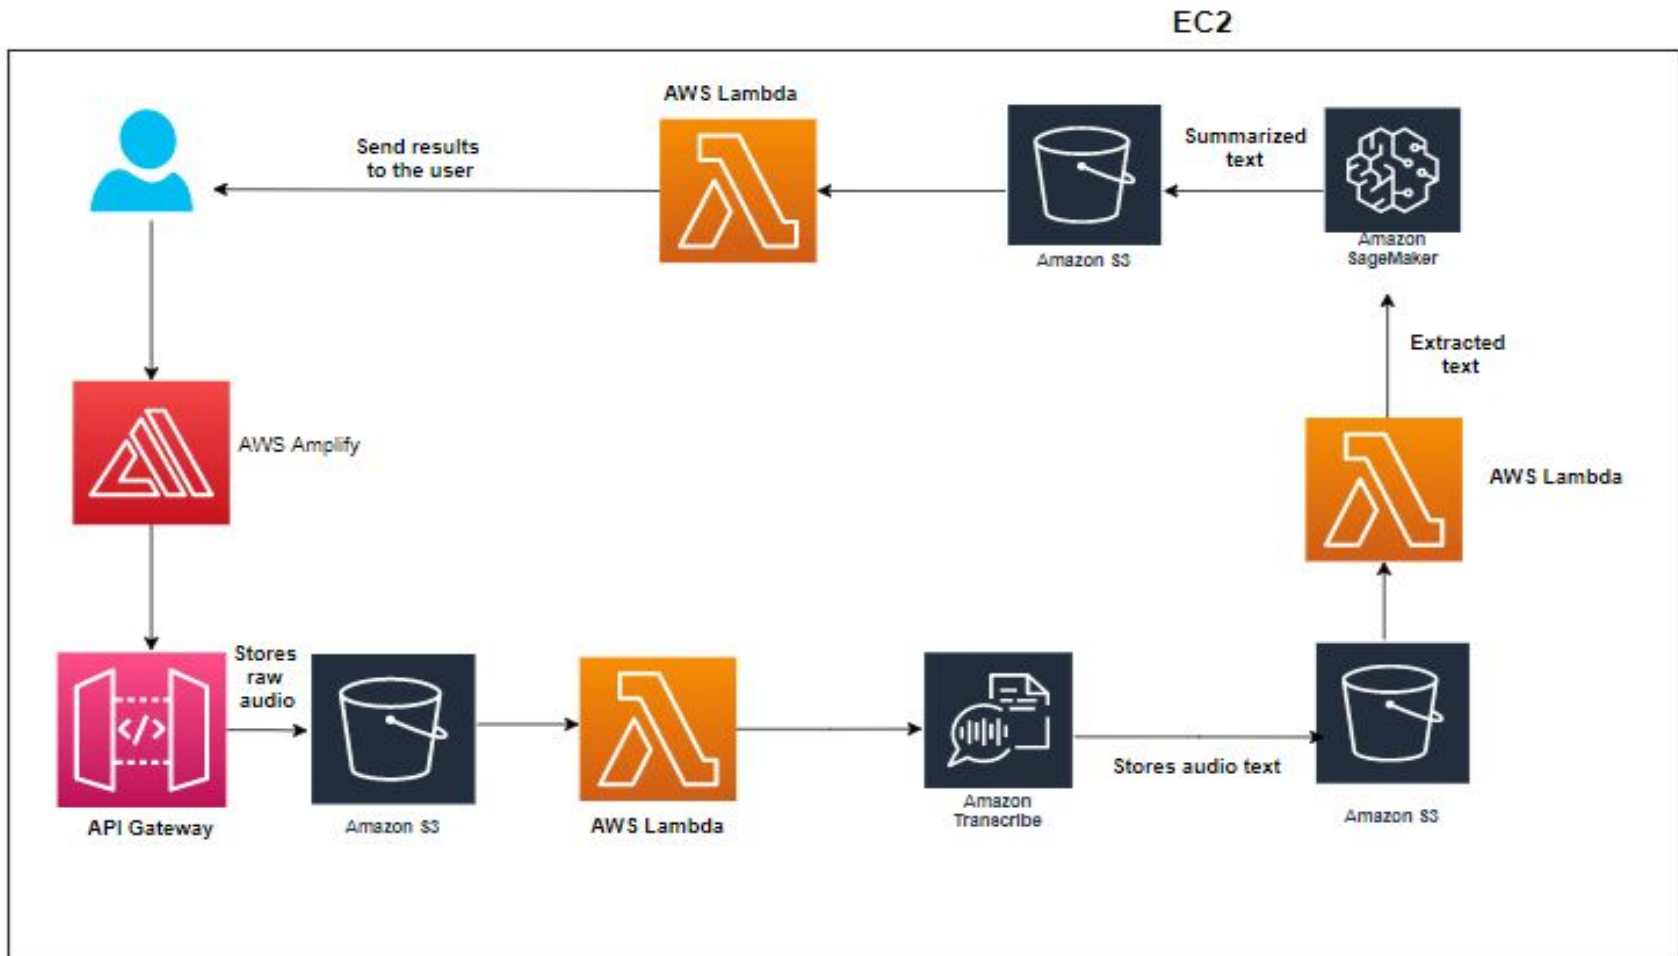 EC2
AWS Lambda
Send results
to the user
Summarized
text
Amazon S3
Amazon
SageMaker
Extracted
text
AWS Amplify
AWS Lambda
Stores
raw
audio
</>
API Gateway
Amazon S3
AWS Lambda
Amazon
Transcribe
Stores audio text
Amazon S3